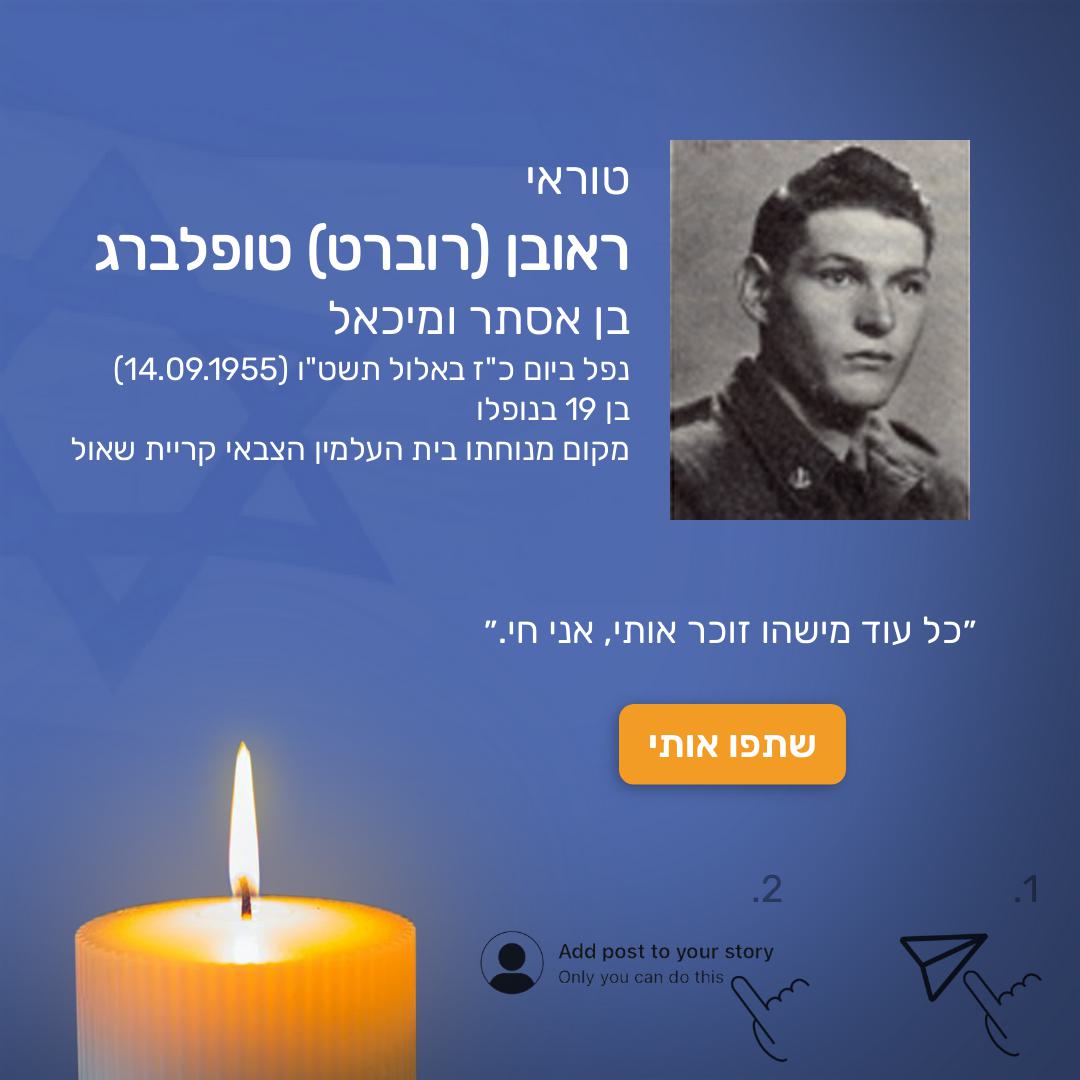 טוראי
ראובן (רוברט) טופלברג
בן אסתר ומיכאל
נפל ביום כ"ז באלול תשט"ו (14.09.1955)
בן 19 בנופלו
מקום מנוחתו בית העלמין הצבאי קריית שאול
״כל עוד מישהו זוכר אותי, אני חי.״
שתפו אותי
1.
2.
Add post to your story
Only you can do this